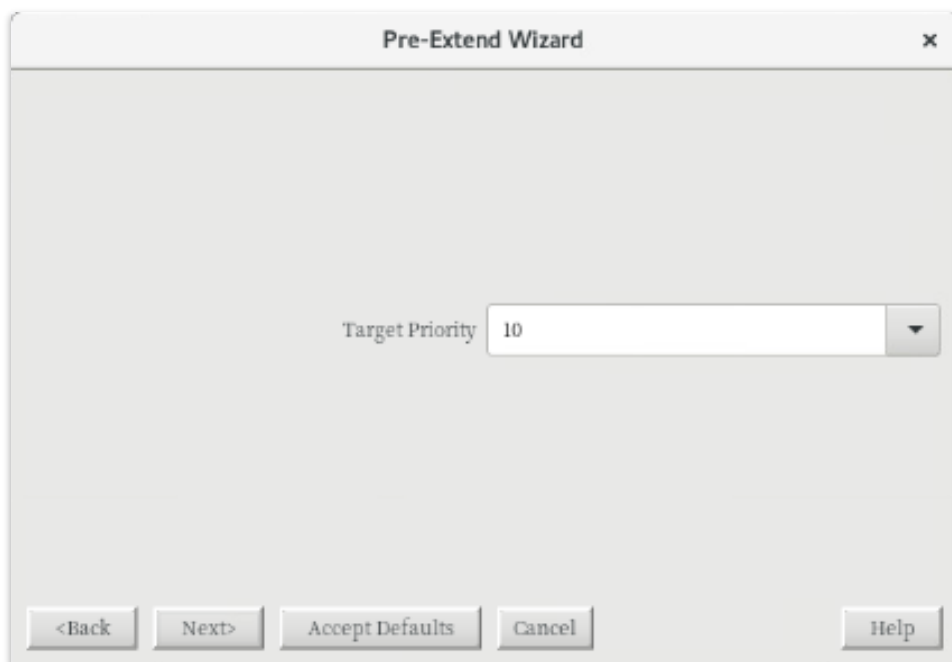 Pre-Extend Wizard
Target Priority 10
<Back Next> Accept Defaults Cancel Help